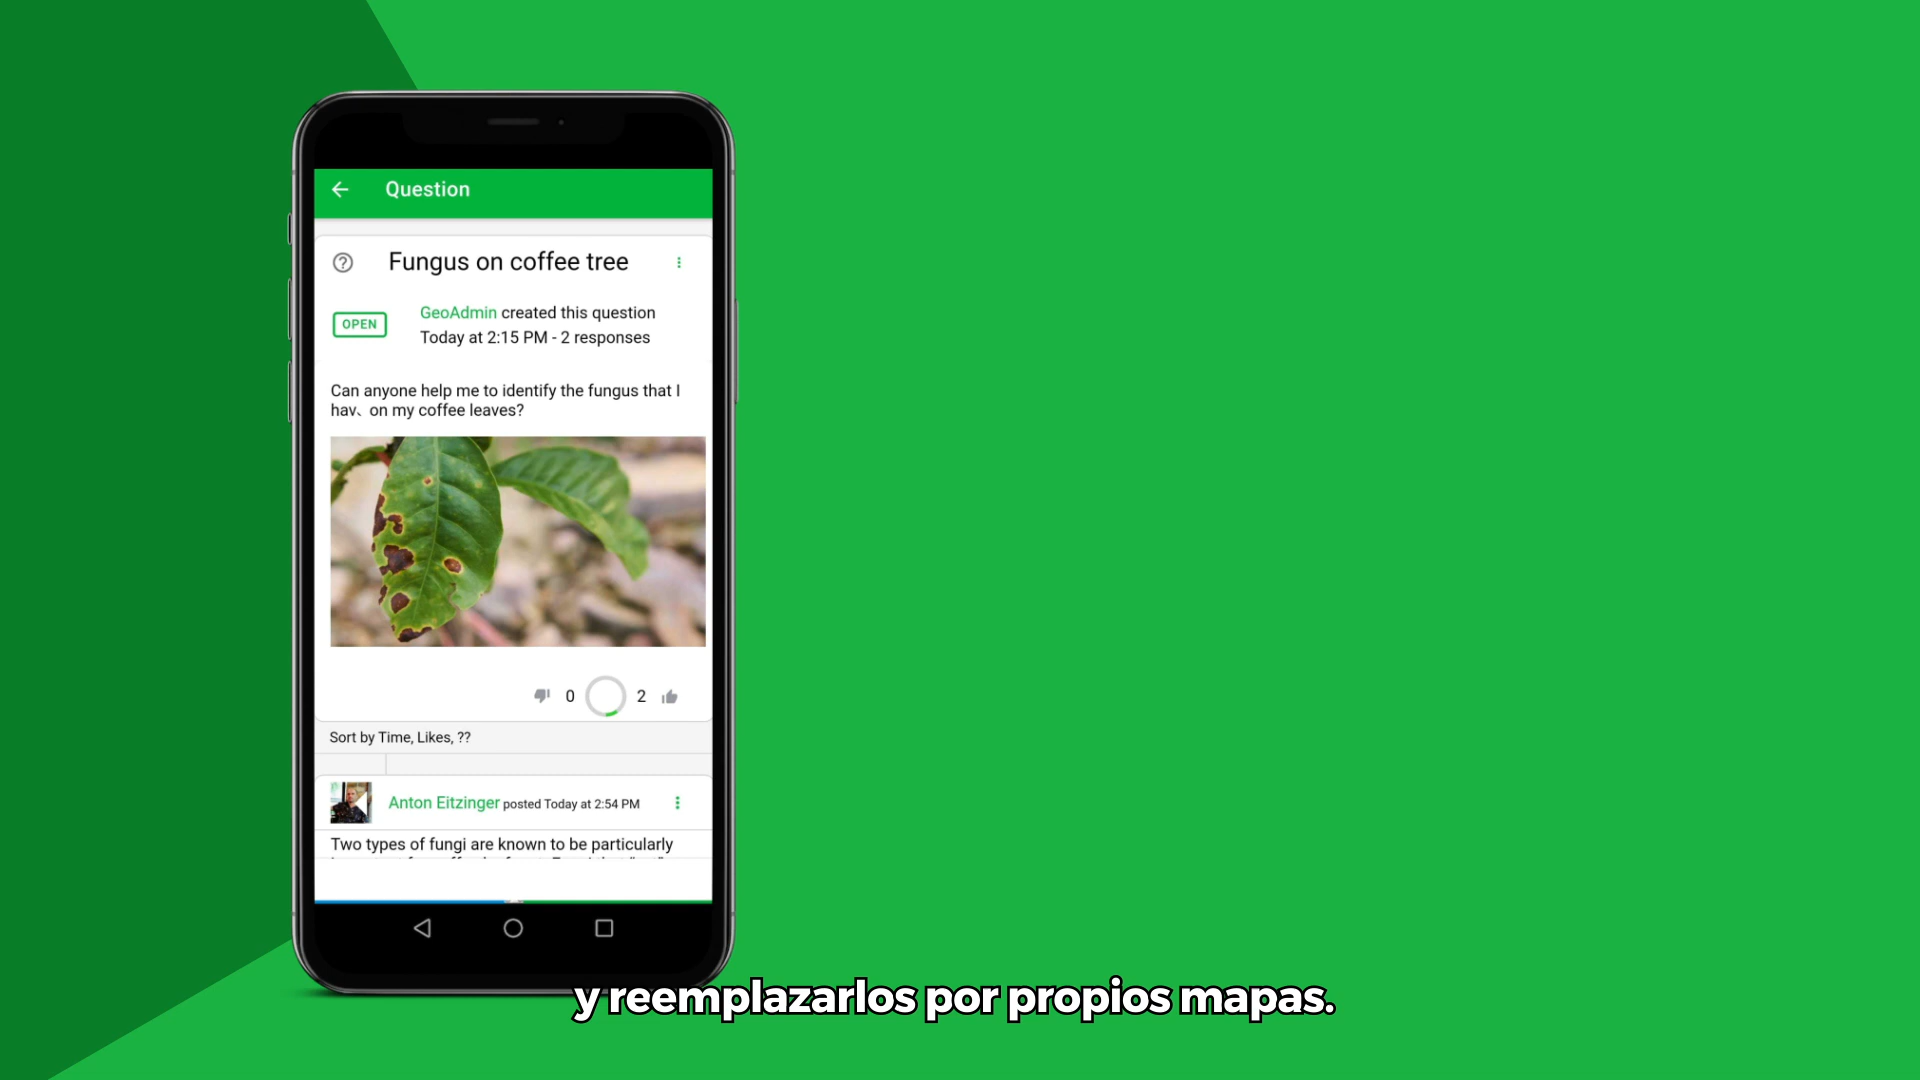 Question
Fungus on coffee tree
OPEN
GeoAdmin created this question
Today at 2:15 PM - 2 responses
Can anyone help me to identify the fungus that I
on my coffee leaves?
0
2
Sort by Time, Likes, ??
Anton Eitzinger posted Today at 2:54 PM
Two types of fungi are known to be particularly
y reemplazarlos por propios mapas.